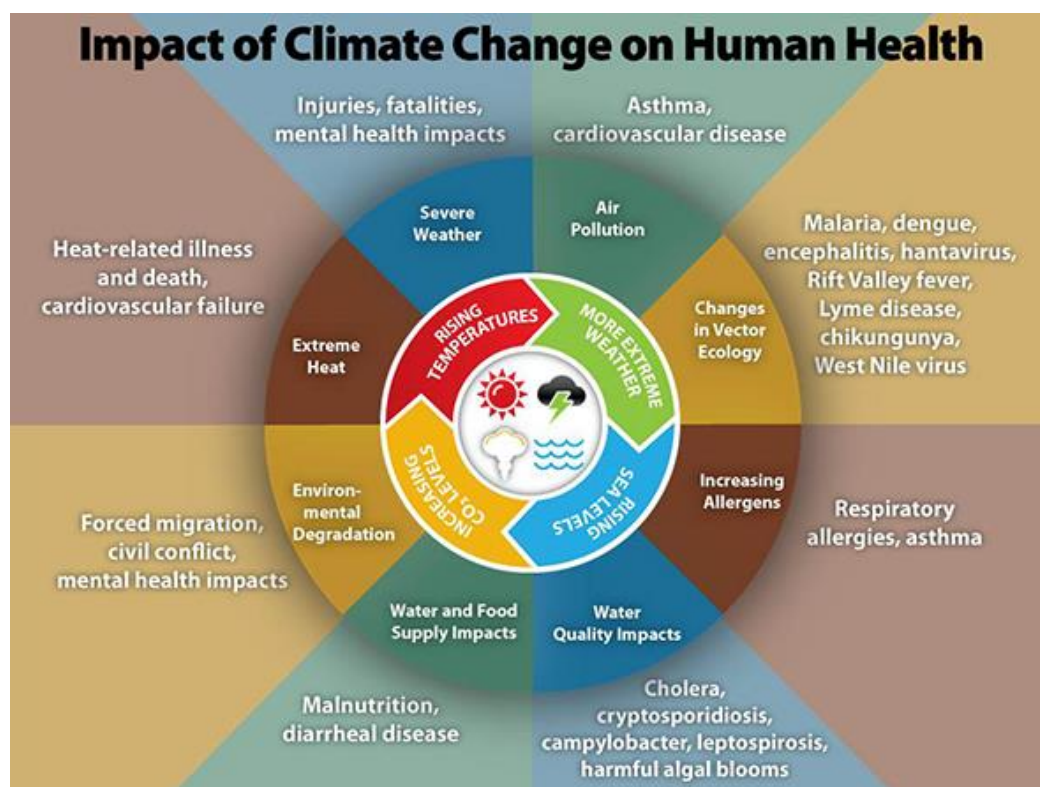 Impact of Climate Change on Human Health
Injuries, fatalities,
mental health impacts
Asthma,
cardiovascular disease
Severe
Weather
Air
Pollution
Heat-related illness
and death,
cardiovascular failure
Extreme
Heat
RISING
TEMPERATURES
MORE EXTREME
WEATHER
Changes
in Vector
Ecology
Malaria, dengue,
encephalitis, hantavirus,
Rift Valley fever,
Lyme disease,
chikungunya,
West Nile virus
Forced migration,
civil conflict,
mental health impacts
Environ-
mental
Degradation
INCREASING
CO₂ LEVELS
RISING
SEA LEVELS
Increasing
Allergens
Respiratory
allergies, asthma
Water and Food
Supply Impacts
Water
Quality Impacts
Malnutrition,
diarrheal disease
Cholera,
cryptosporidiosis,
campylobacter, leptospirosis,
harmful algal blooms